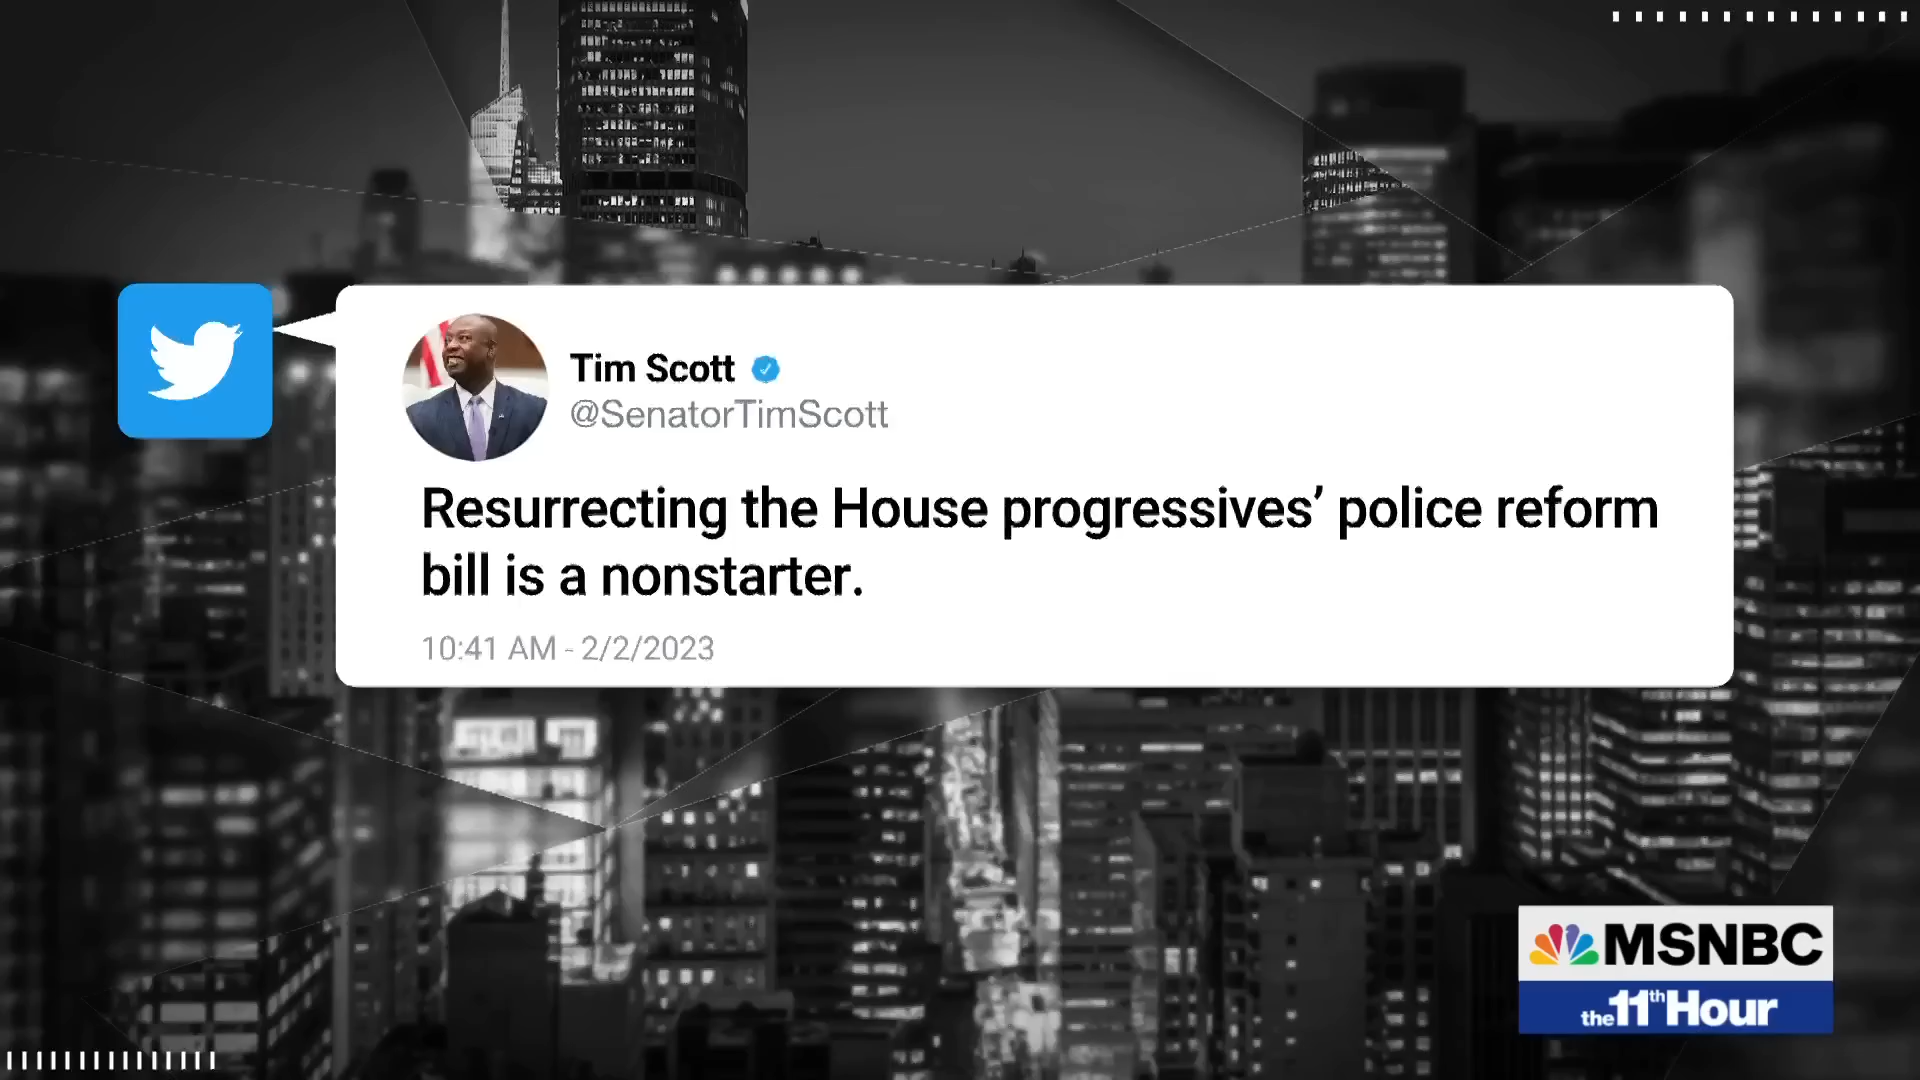 Tim Scott
@SenatorTimScott
Resurrecting the House progressives’ police reform
bill is a nonstarter.
10:41 AM - 2/2/2023
MSNBC
the 11th Hour